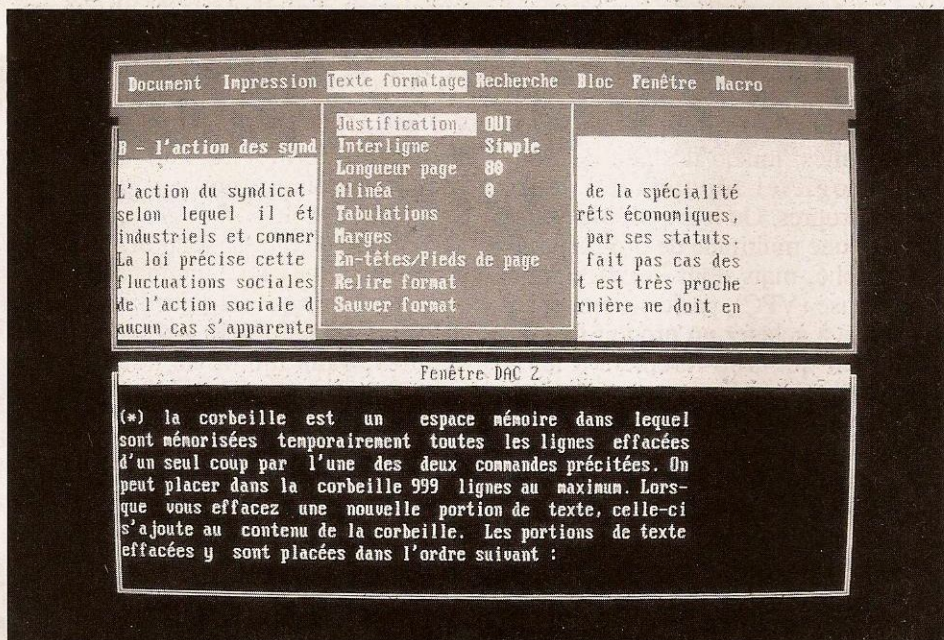 Document Impression Texte formatage Recherche Bloc Fenêtre Macro
Justification OUI
Interligne Simple
Longueur page 80
Alinéa 0
Tabulations
Marges
En-têtes/Pieds de page
Relire format
Sauver format
B - l'action des synd
L'action du syndicat de la spécialité
selon lequel il ét rêts économiques,
industriels et commer par ses statuts.
La loi précise cette fait pas cas des
fluctuations sociales t est très proche
de l'action sociale d rnière ne doit en
aucun cas s'apparente
Fenêtre DAC 2
(*) la corbeille est un espace mémoire dans lequel
sont mémorisées temporairement toutes les lignes effacées
d'un seul coup par l'une des deux commandes précitées. On
peut placer dans la corbeille 999 lignes au maximum. Lors-
que vous effacez une nouvelle portion de texte, celle-ci
s'ajoute au contenu de la corbeille. Les portions de texte
effacées y sont placées dans l'ordre suivant :